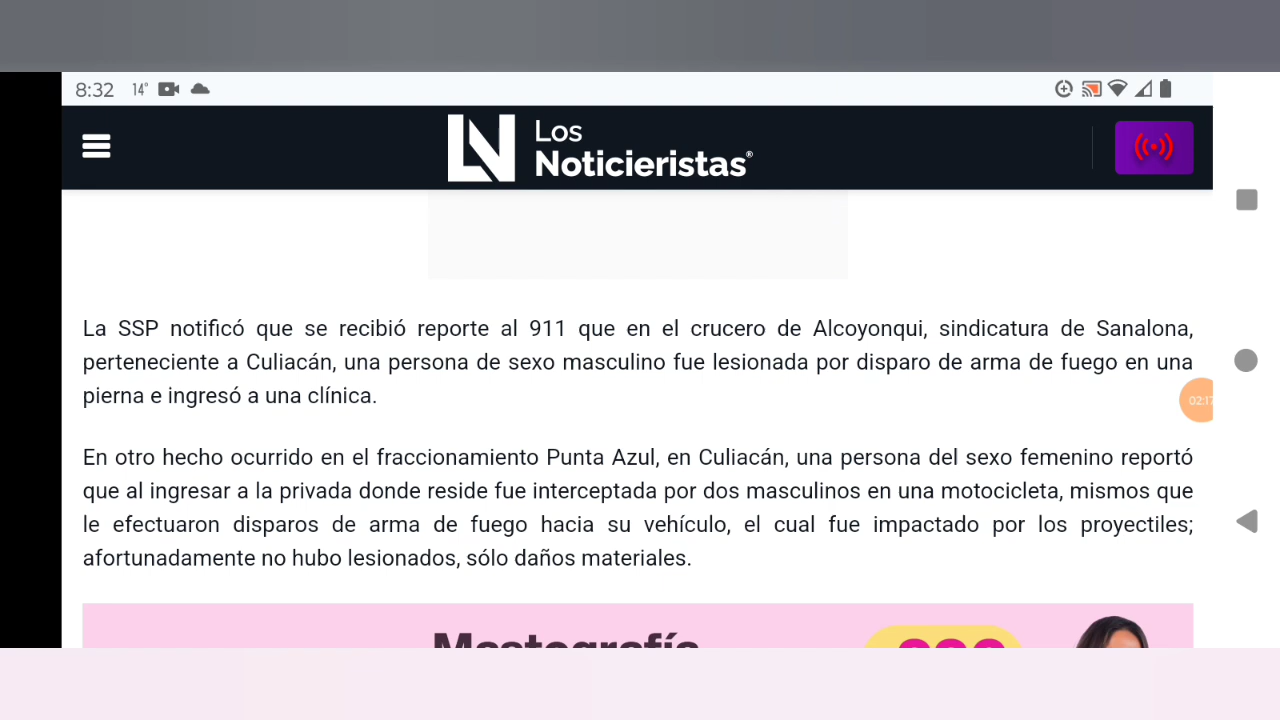 8:32 14°
Los
Noticieristas®
La SSP notificó que se recibió reporte al 911 que en el crucero de Alcoyonqui, sindicatura de Sanalona,
perteneciente a Culiacán, una persona de sexo masculino fue lesionada por disparo de arma de fuego en una
pierna e ingresó a una clínica.
02:17
En otro hecho ocurrido en el fraccionamiento Punta Azul, en Culiacán, una persona del sexo femenino reportó
que al ingresar a la privada donde reside fue interceptada por dos masculinos en una motocicleta, mismos que
le efectuaron disparos de arma de fuego hacia su vehículo, el cual fue impactado por los proyectiles;
afortunadamente no hubo lesionados, sólo daños materiales.
Mastografía